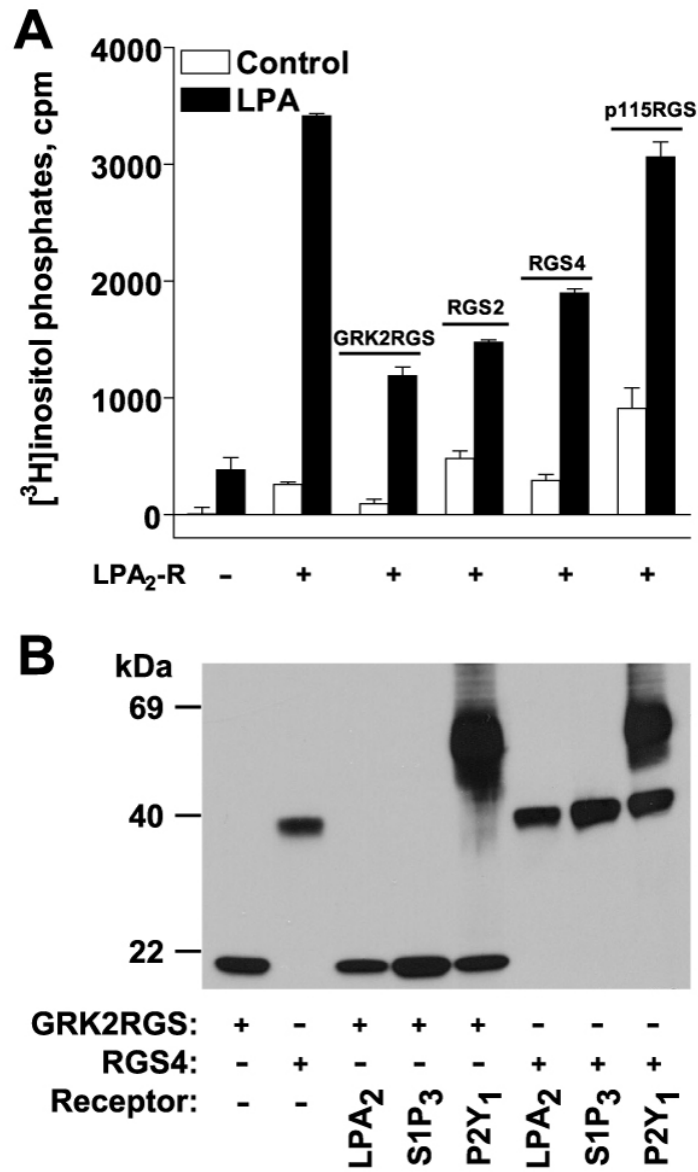 A
[³H]inositol phosphates, cpm
4000
3000
2000
1000
0
Control
LPA
GRK2RGS
RGS2
RGS4
p115RGS
LPA₂-R - + + + + +
B
kDa
69
40
22
GRK2RGS: + - + + + - - -
RGS4: - + - - - + + +
Receptor: - - LPA₂ S1P₃ P2Y₁ LPA₂ S1P₃ P2Y₁